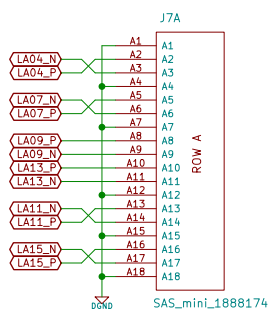 J7A
A1 A1
LA04_N A2 A2
LA04_P A3 A3
A4 A4
LA07_N A5 A5
LA07_P A6 A6
A7 A7
LA09_P A8 A8
LA09_N A9 A9
LA13_P A10 A10
LA13_N A11 A11
A12 A12
LA11_N A13 A13
LA11_P A14 A14
A15 A15
LA15_N A16 A16
LA15_P A17 A17
A18 A18
ROW A
DGND
SAS_mini_1888174